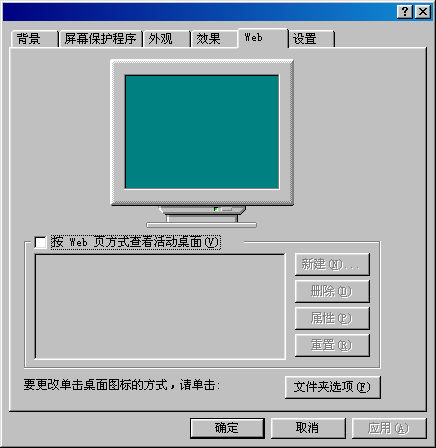 背景 屏幕保护程序 外观 效果 Web 设置
按 Web 页方式查看活动桌面(V)
新建(N)...
删除(D)
属性(P)
重置(R)
要更改单击桌面图标的方式，请单击:
文件夹选项(F)
确定 取消 应用(A)